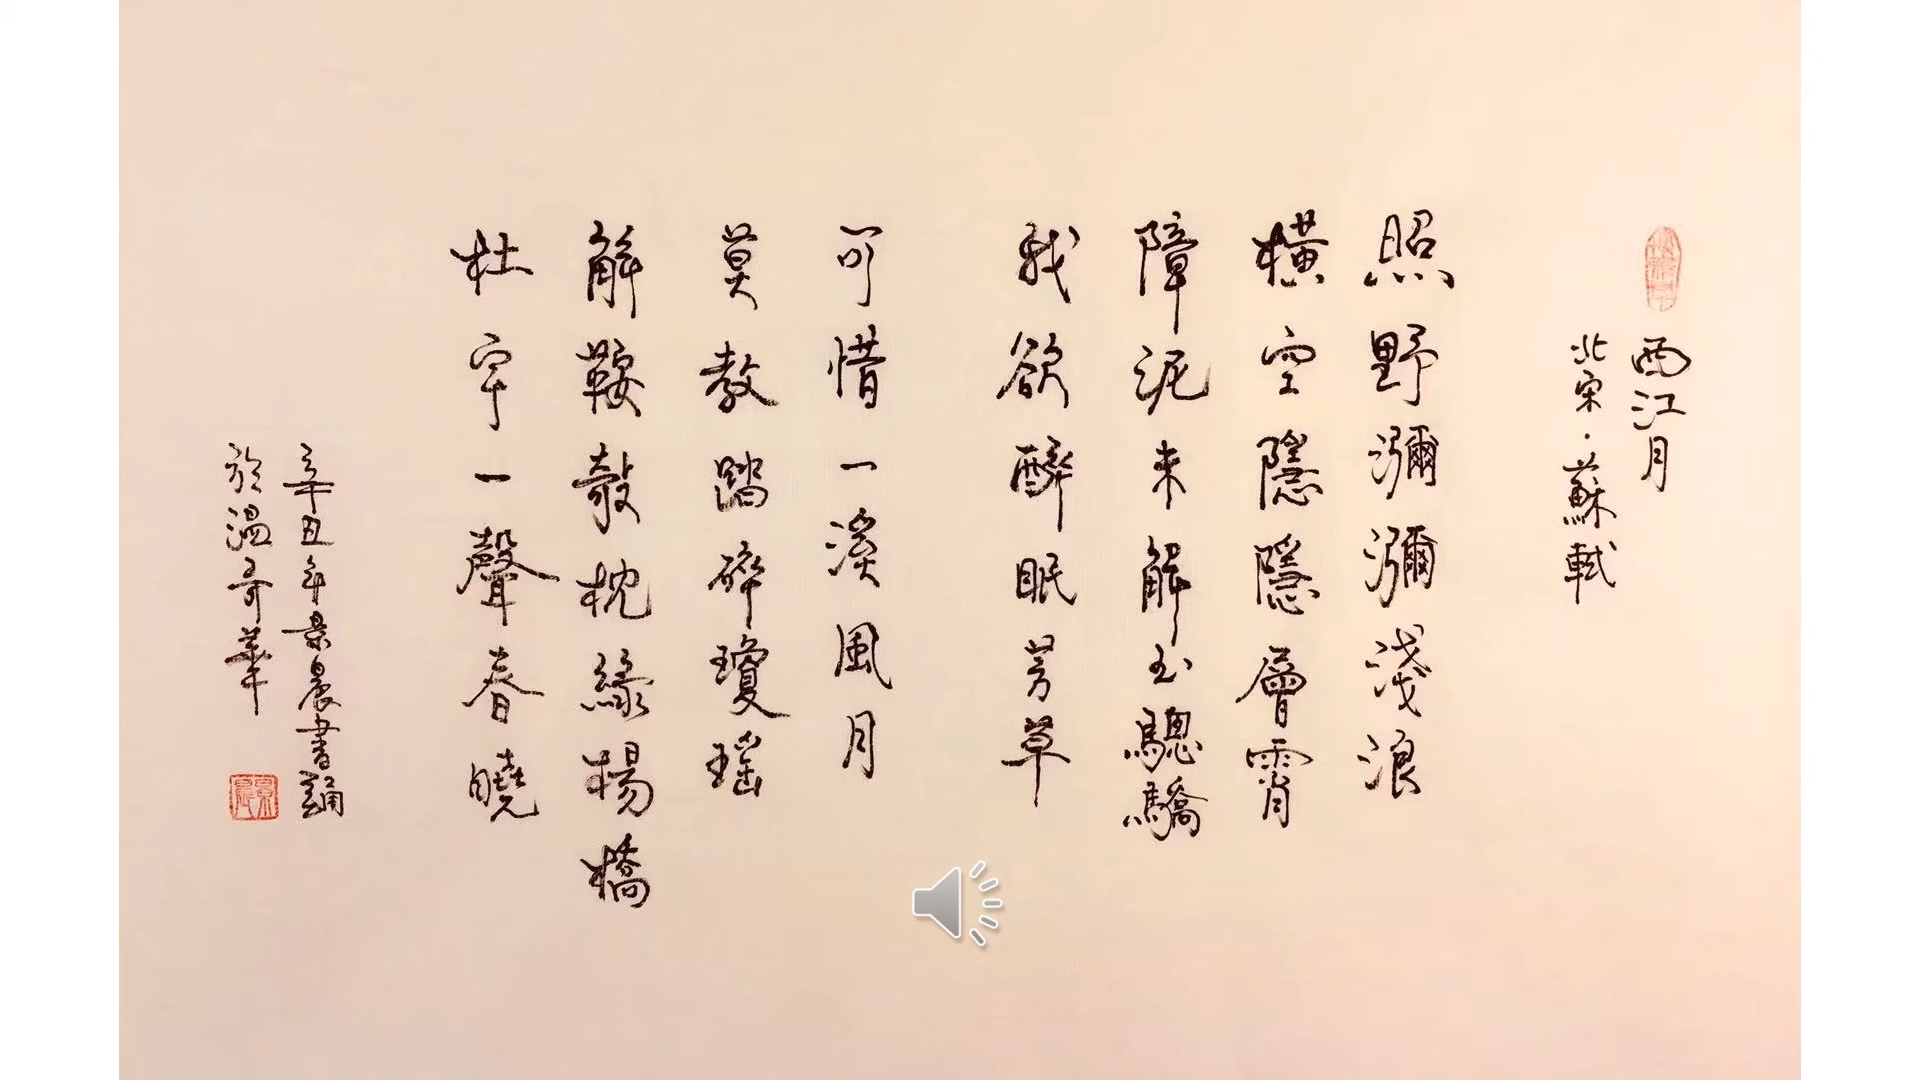 西江月
北宋·蘇軾
照野瀰瀰淺浪
橫空隱隱層霄
障泥未解玉驄驕
我欲醉眠芳草
可惜一溪風月
莫教踏碎瓊瑤
解鞍敧枕綠楊橋
杜宇一聲春曉
辛丑年景晨書誦
於溫哥華